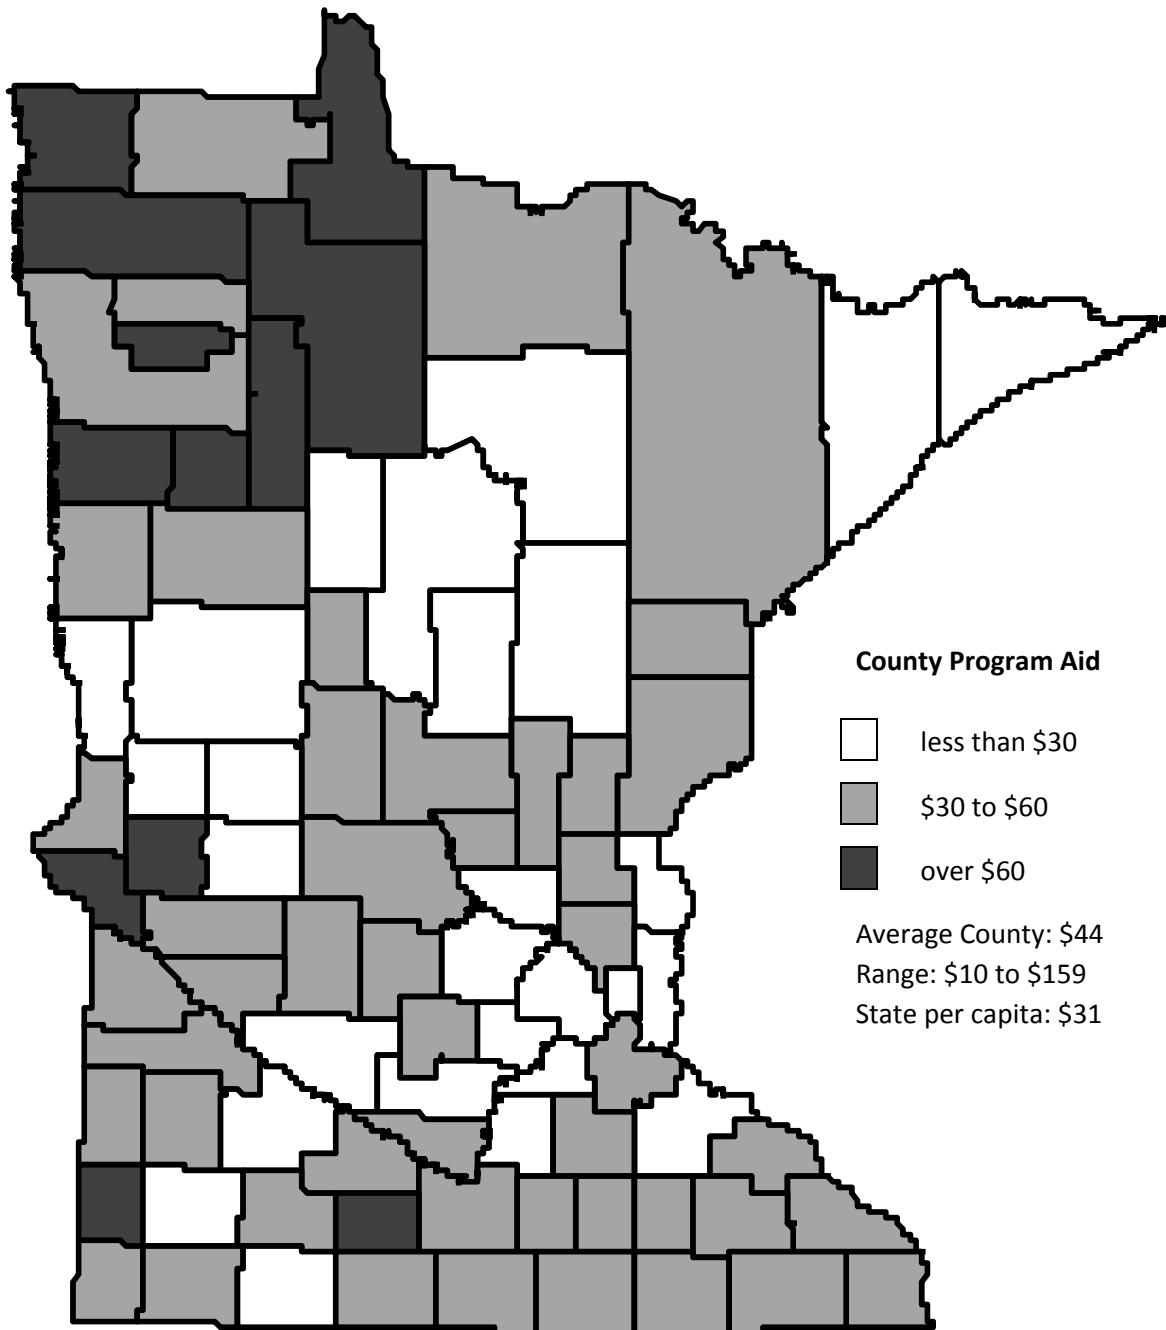 County Program Aid
less than $30
$30 to $60
over $60
Average County: $44
Range: $10 to $159
State per capita: $31